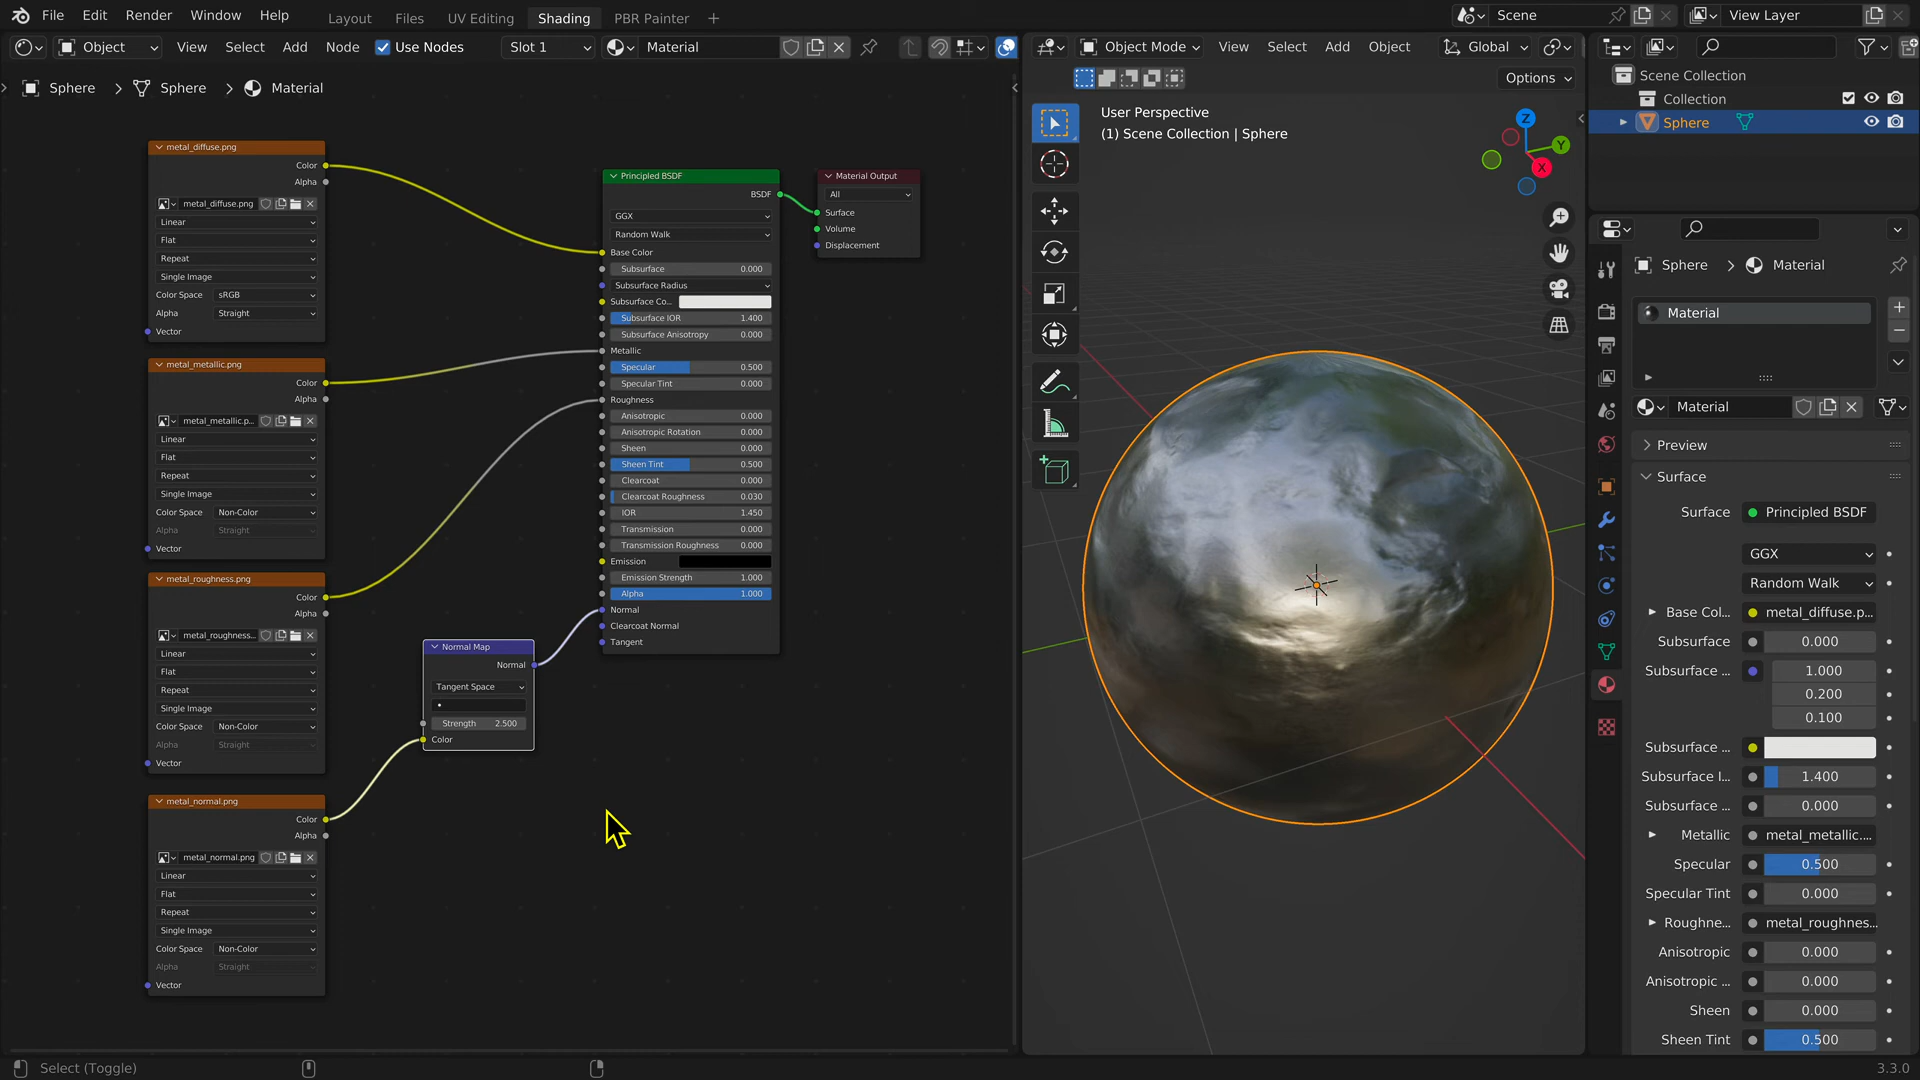 File Edit Render Window Help Layout Files UV Editing Shading PBR Painter + Scene View Layer
Object View Select Add Node Use Nodes Slot 1 Material
Sphere > Sphere > Material
metal_diffuse.png
Color
Alpha
metal_diffuse.png
Linear
Flat
Repeat
Single Image
Color Space sRGB
Alpha Straight
Vector
metal_metallic.png
Color
Alpha
metal_metallic.p...
Linear
Flat
Repeat
Single Image
Color Space Non-Color
Alpha Straight
Vector
metal_roughness.png
Color
Alpha
metal_roughness...
Linear
Flat
Repeat
Single Image
Color Space Non-Color
Alpha Straight
Vector
metal_normal.png
Color
Alpha
metal_normal.png
Linear
Flat
Repeat
Single Image
Color Space Non-Color
Alpha Straight
Vector
Normal Map
Normal
Tangent Space
Strength 2.500
Color
Principled BSDF
BSDF
GGX
Random Walk
Base Color
Subsurface 0.000
Subsurface Radius
Subsurface Co...
Subsurface IOR 1.400
Subsurface Anisotropy 0.000
Metallic
Specular 0.500
Specular Tint 0.000
Roughness
Anisotropic 0.000
Anisotropic Rotation 0.000
Sheen 0.000
Sheen Tint 0.500
Clearcoat 0.000
Clearcoat Roughness 0.030
IOR 1.450
Transmission 0.000
Transmission Roughness 0.000
Emission
Emission Strength 1.000
Alpha 1.000
Normal
Clearcoat Normal
Tangent
Material Output
All
Surface
Volume
Displacement
Object Mode View Select Add Object Global
Options
User Perspective
(1) Scene Collection | Sphere
Z
Y
X
Scene Collection
Collection
Sphere
Sphere > Material
Material
Material
Preview
Surface
Surface Principled BSDF
GGX
Random Walk
Base Col... metal_diffuse.p...
Subsurface 0.000
Subsurface ... 1.000
0.200
0.100
Subsurface ...
Subsurface I... 1.400
Subsurface ... 0.000
Metallic metal_metallic....
Specular 0.500
Specular Tint 0.000
Roughne... metal_roughnes...
Anisotropic 0.000
Anisotropic ... 0.000
Sheen 0.000
Sheen Tint 0.500
Select (Toggle) 3.3.0